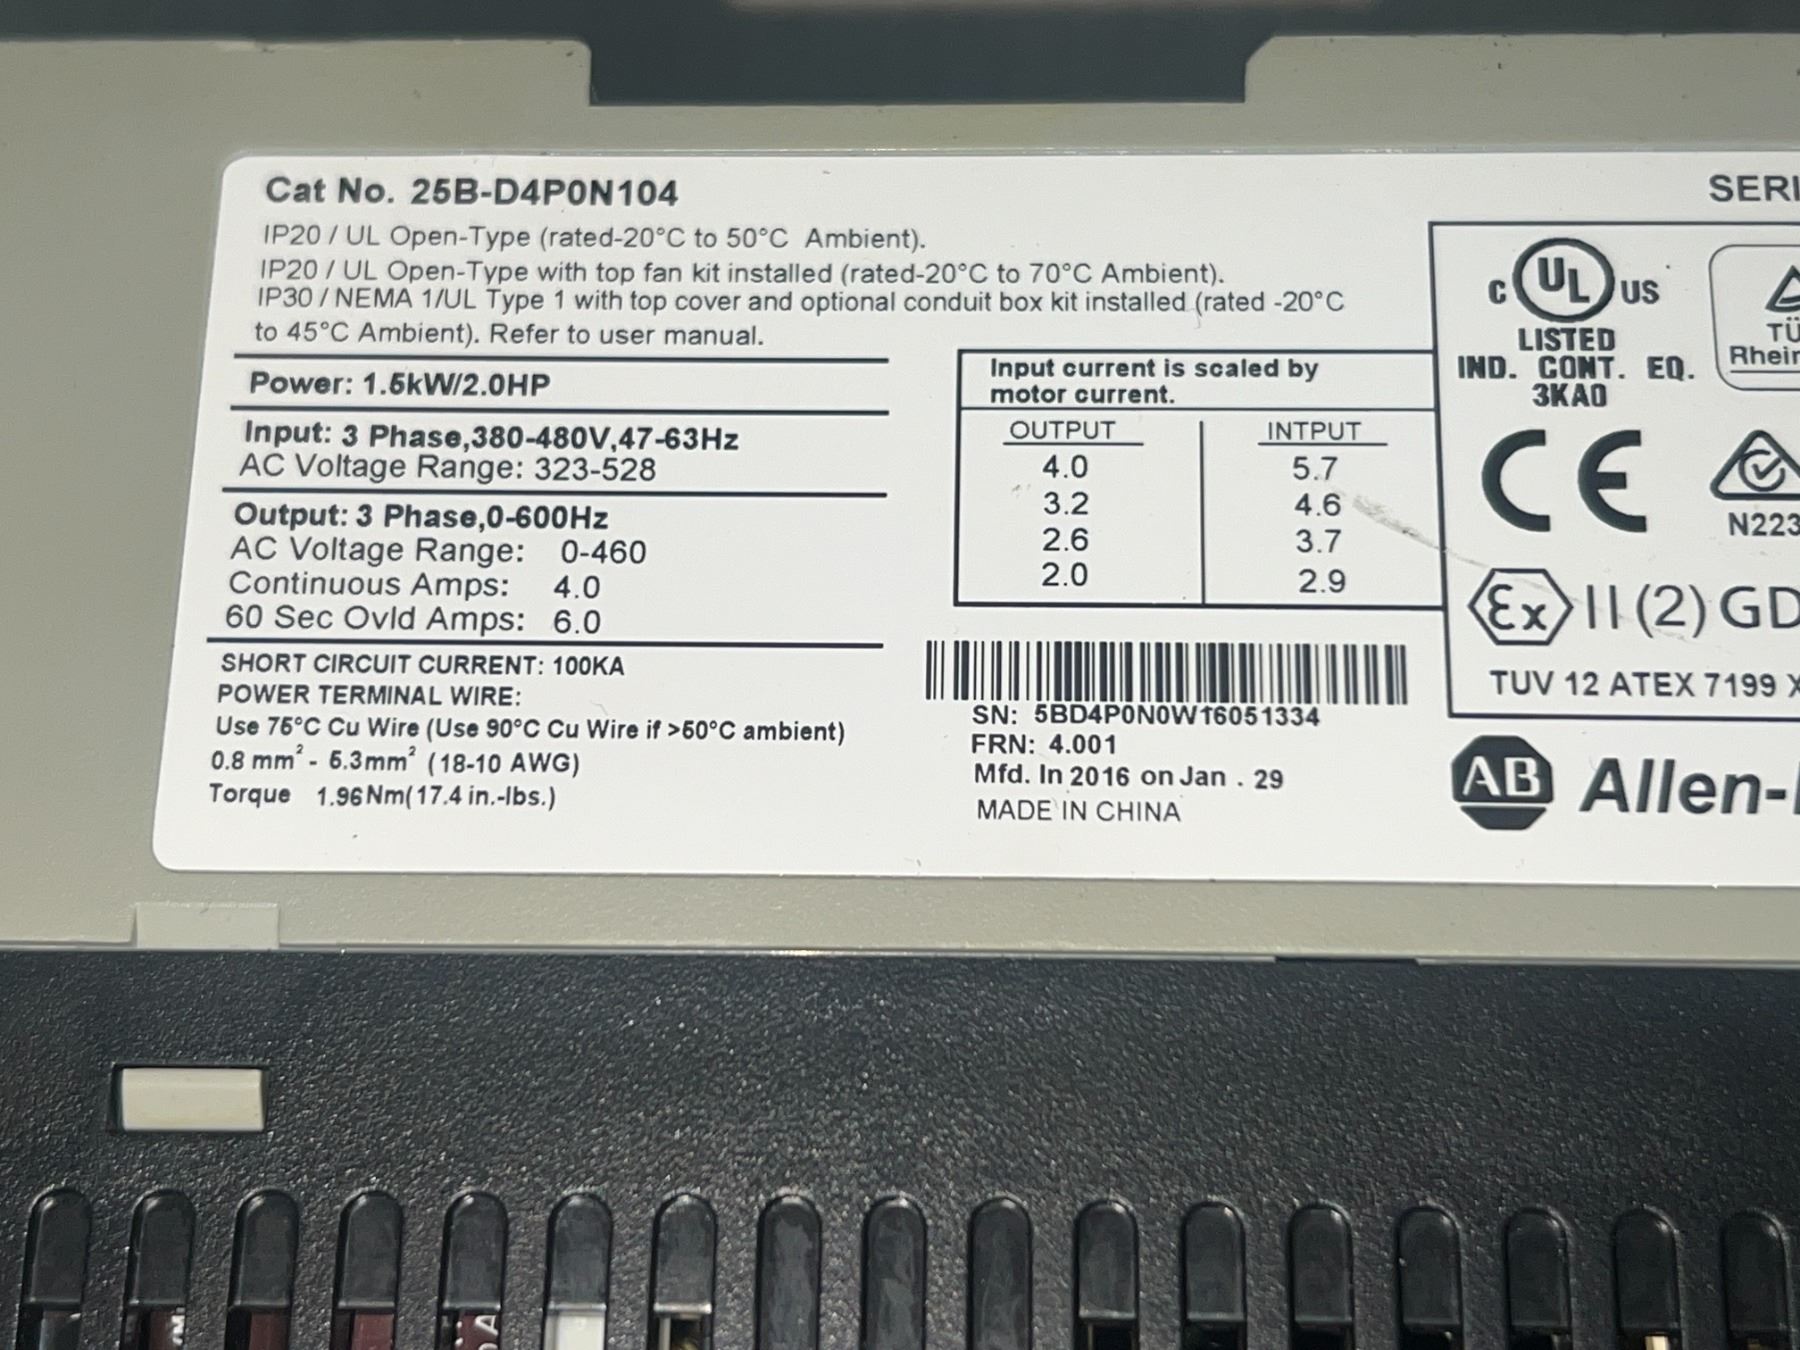 Cat No. 25B-D4P0N104
IP20 / UL Open-Type (rated-20°C to 50°C Ambient).
IP20 / UL Open-Type with top fan kit installed (rated-20°C to 70°C Ambient).
IP30 / NEMA 1/UL Type 1 with top cover and optional conduit box kit installed (rated -20°C
to 45°C Ambient). Refer to user manual.
Power: 1.5kW/2.0HP
Input: 3 Phase,380-480V,47-63Hz
AC Voltage Range: 323-528
Output: 3 Phase,0-600Hz
AC Voltage Range: 0-460
Continuous Amps: 4.0
60 Sec Ovld Amps: 6.0
SHORT CIRCUIT CURRENT: 100KA
POWER TERMINAL WIRE:
Use 75°C Cu Wire (Use 90°C Cu Wire if >50°C ambient)
0.8 mm² - 5.3mm² (18-10 AWG)
Torque 1.96Nm(17.4 in.-lbs.)
Input current is scaled by
motor current.
OUTPUT INTPUT
4.0 5.7
3.2 4.6
2.6 3.7
2.0 2.9
SN: 5BD4P0N0W16051334
FRN: 4.001
Mfd. In 2016 on Jan . 29
MADE IN CHINA
SERI
C UL US
LISTED
IND. CONT. EQ.
3KA0
TÜ
Rhein
CE
N223
Ex II (2) GD
TUV 12 ATEX 7199 X
AB Allen-